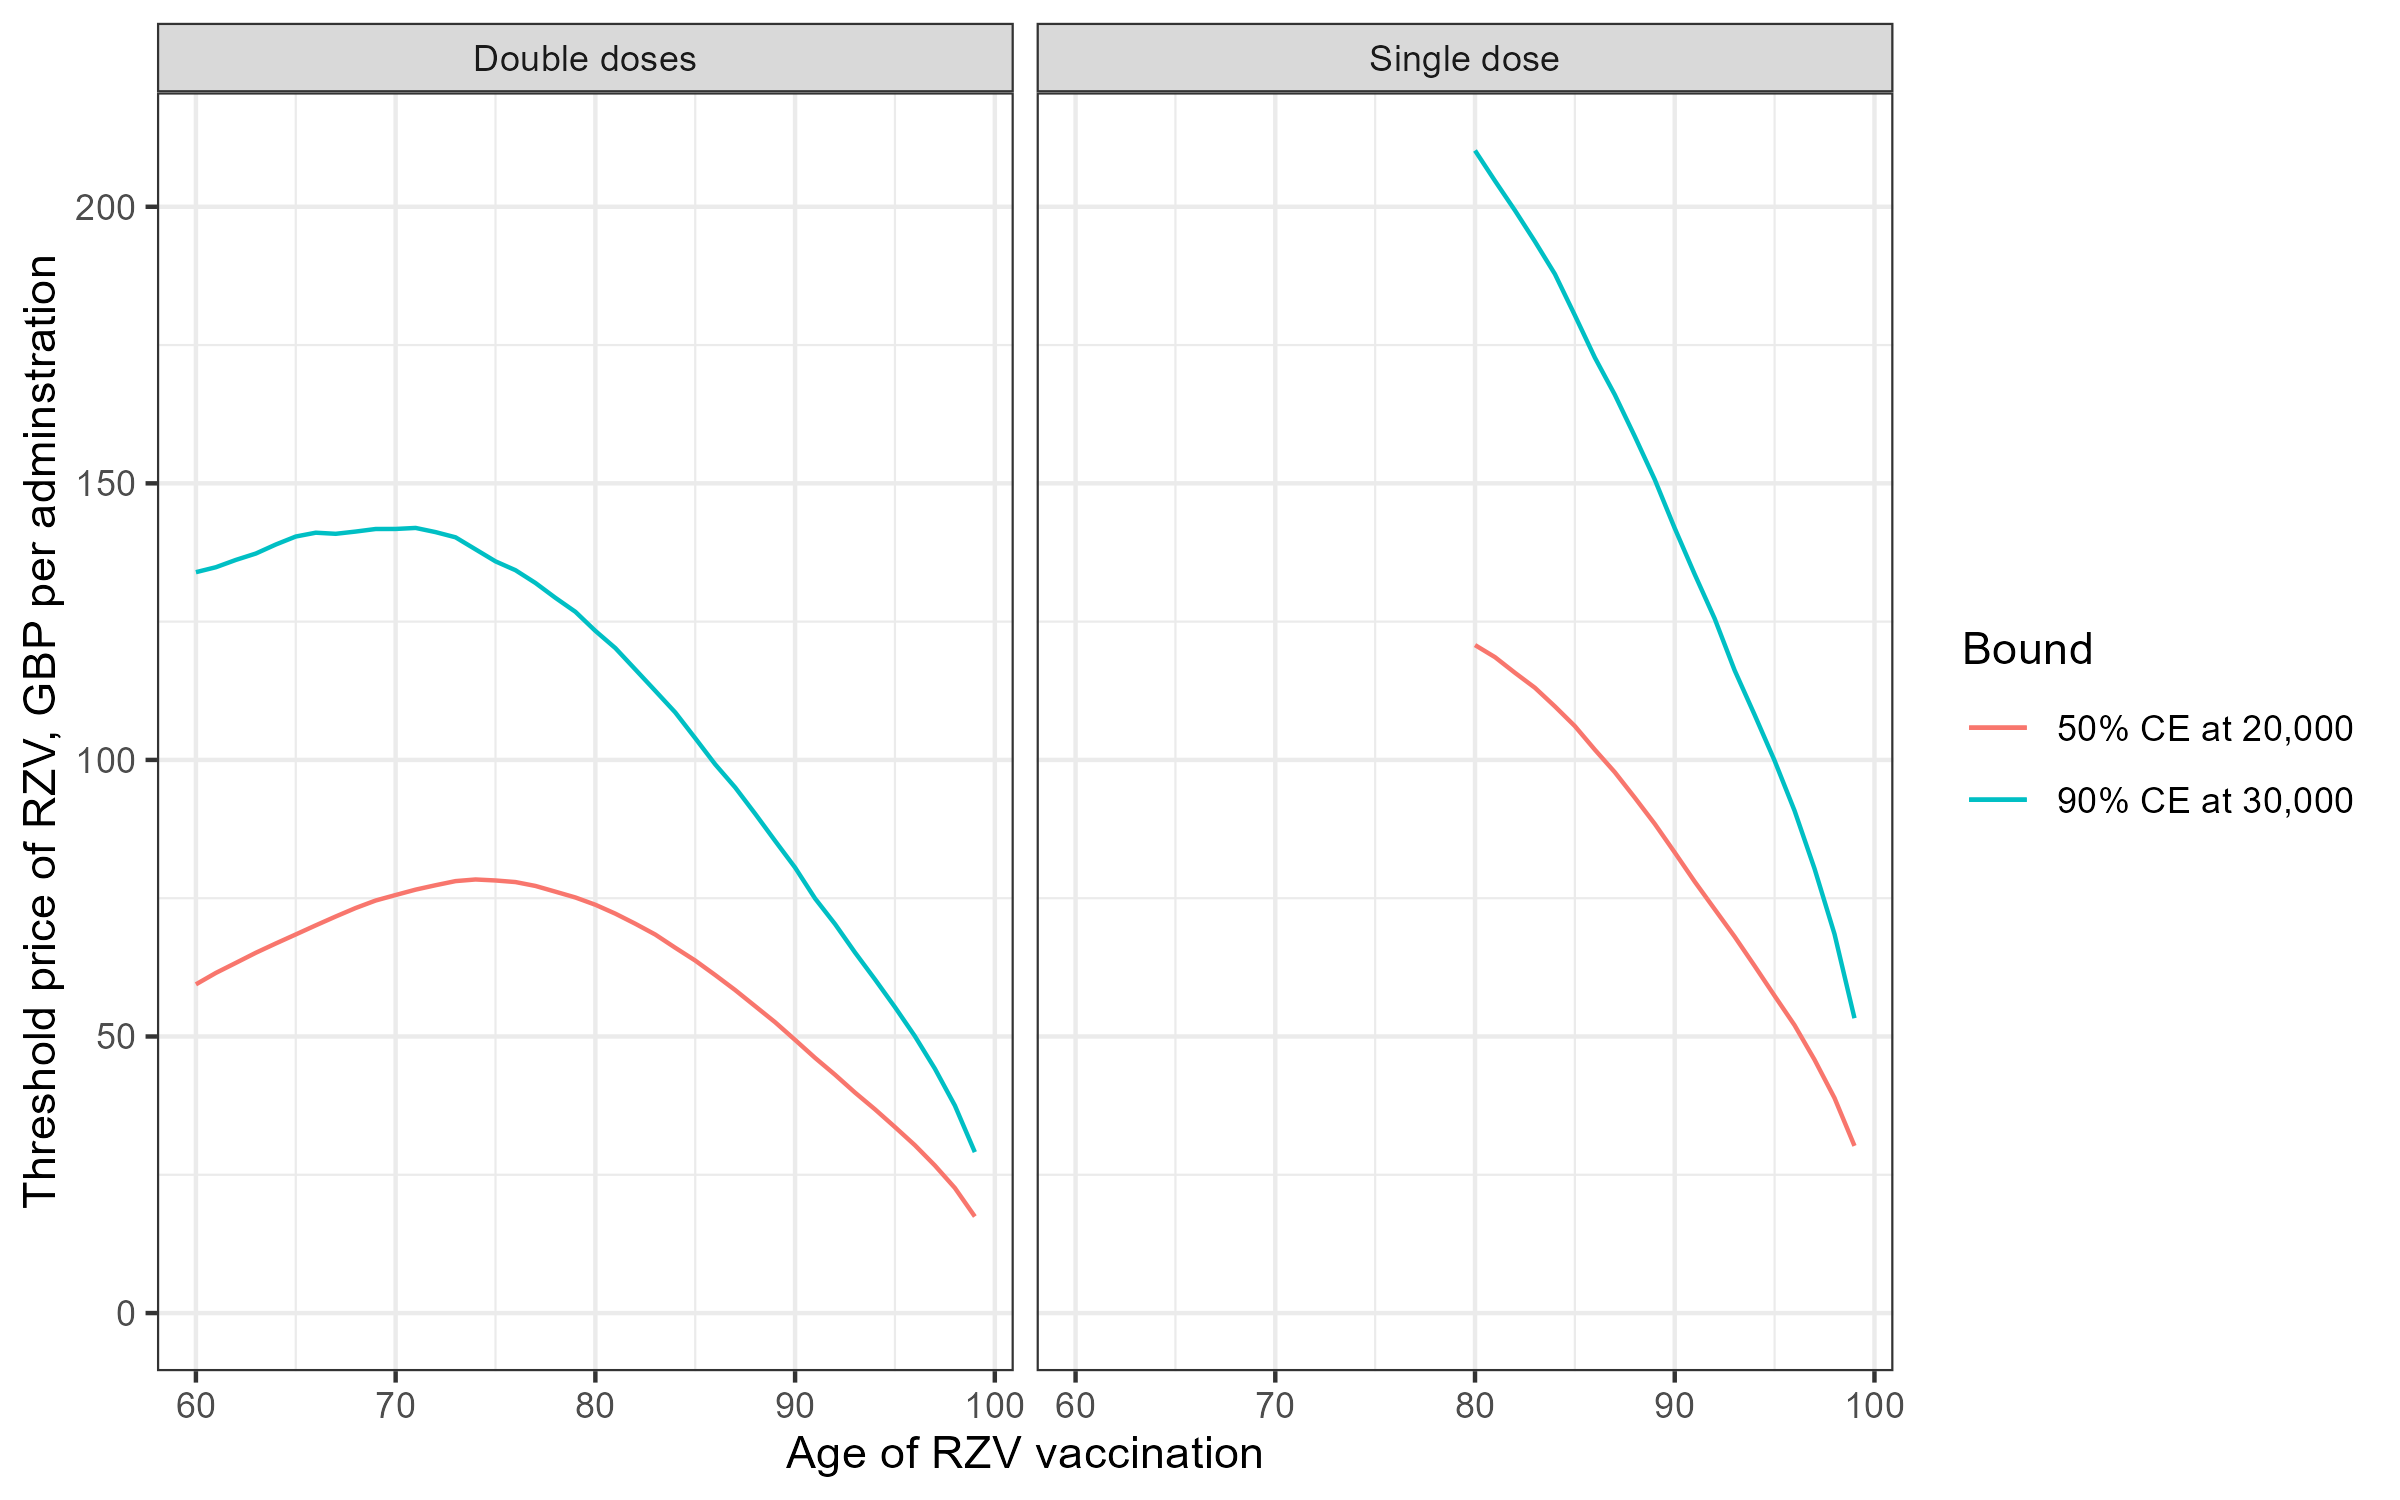 Double doses
Single dose
Threshold price of RZV, GBP per adminstration
200
150
100
50
0
60 70 80 90 100
60 70 80 90 100
Age of RZV vaccination
Bound
50% CE at 20,000
90% CE at 30,000